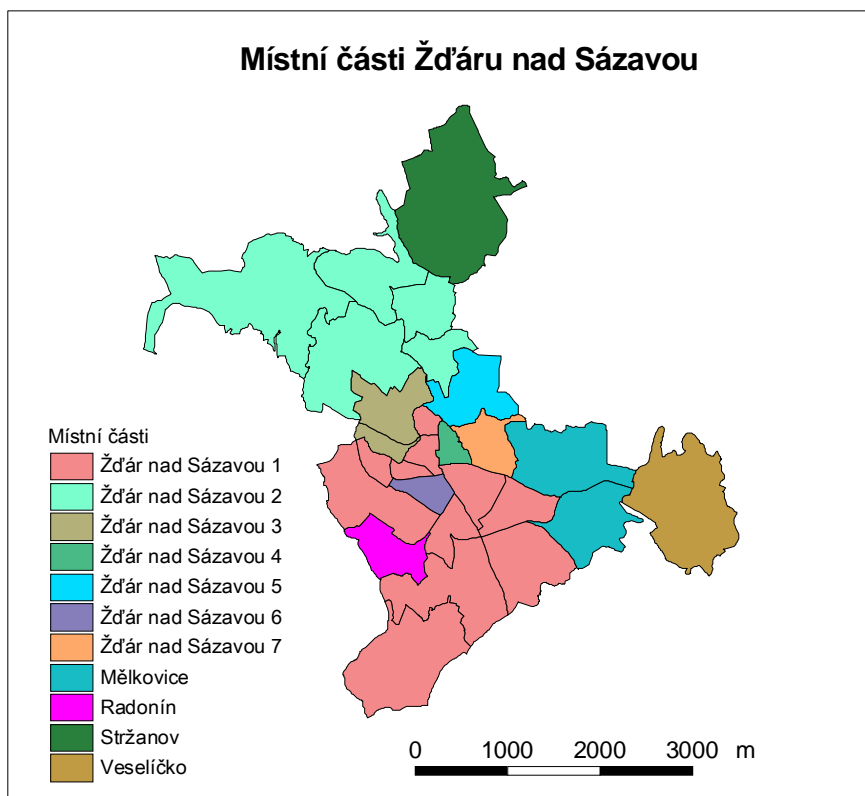 Místní části Žďáru nad Sázavou
Místní části
Žďár nad Sázavou 1
Žďár nad Sázavou 2
Žďár nad Sázavou 3
Žďár nad Sázavou 4
Žďár nad Sázavou 5
Žďár nad Sázavou 6
Žďár nad Sázavou 7
Mělkovice
Radonín
Stržanov
Veselíčko
0 1000 2000 3000 m